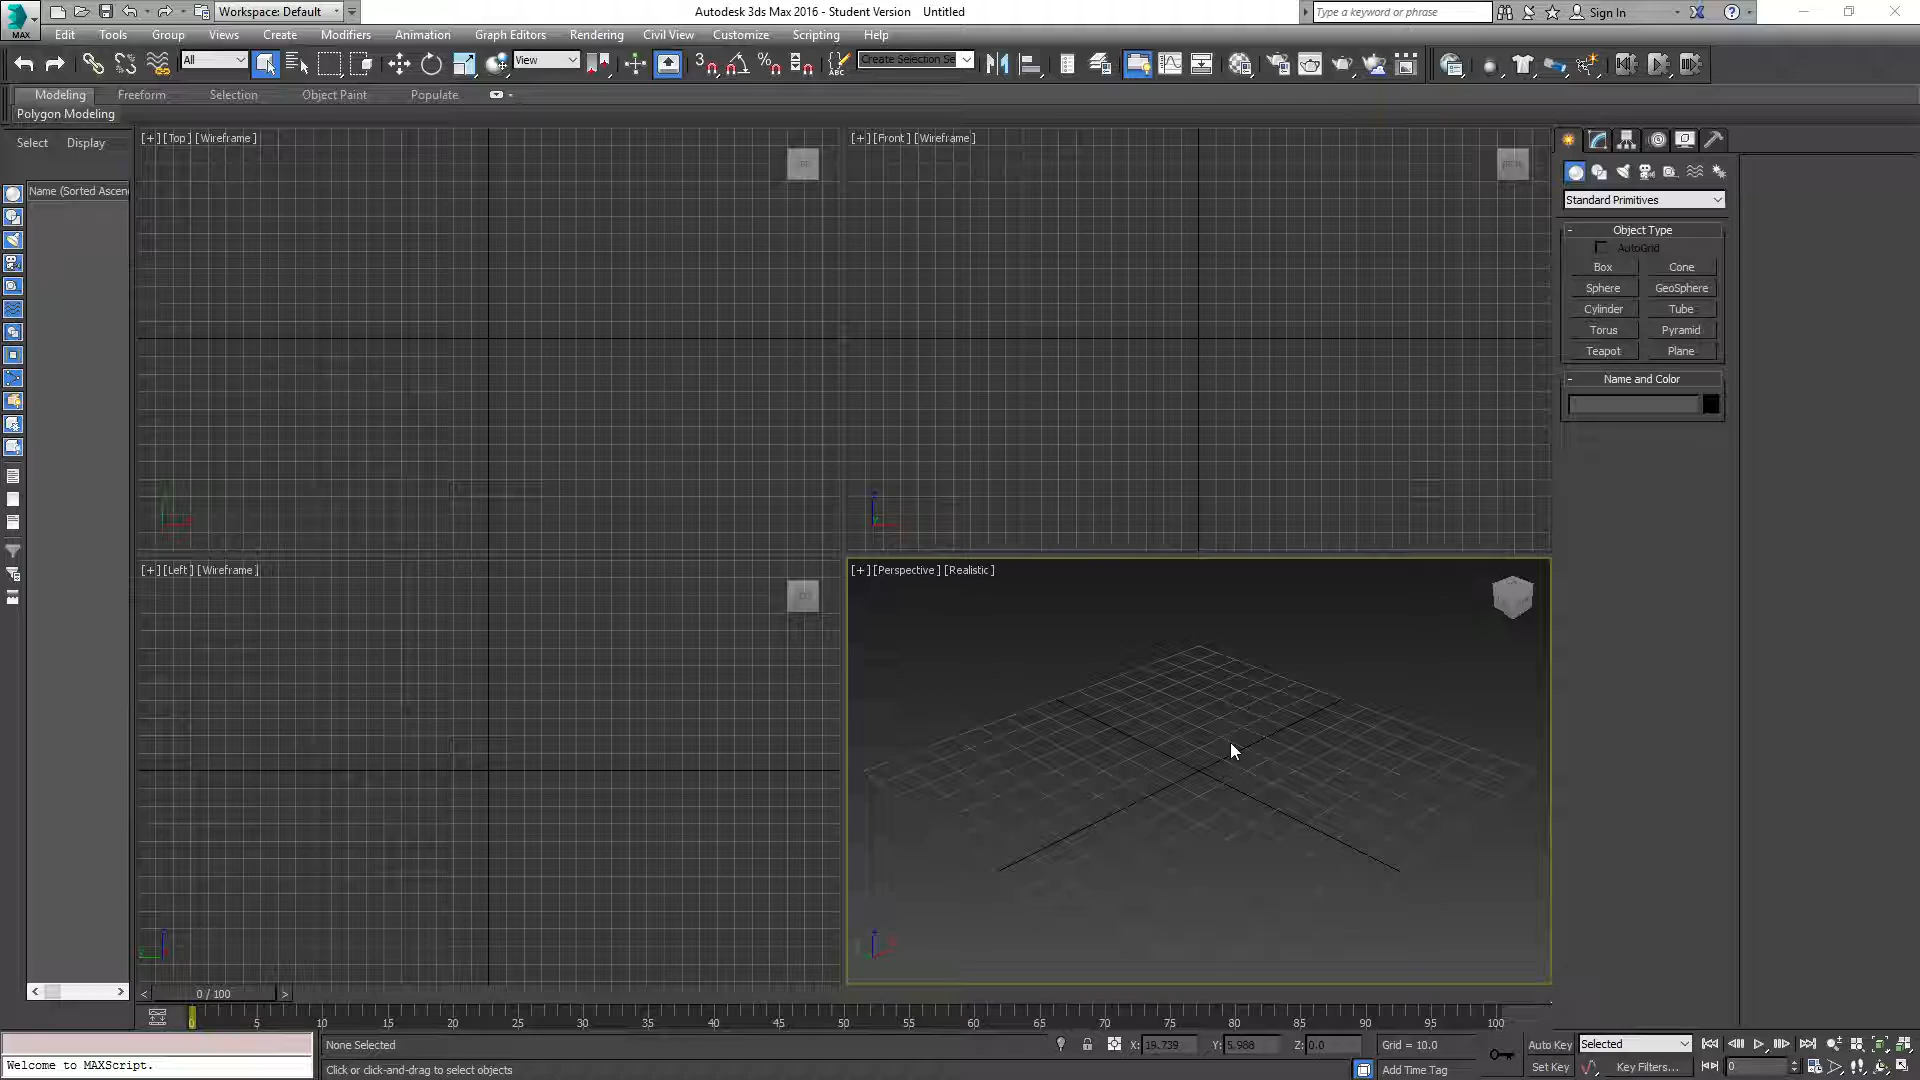 Workspace: Default
Autodesk 3ds Max 2016 - Student Version Untitled
Type a keyword or phrase
Sign In
MAX
Edit Tools Group Views Create Modifiers Animation Graph Editors Rendering Civil View Customize Scripting Help
All
View
3
ABC
Create Selection Se
Modeling Freeform Selection Object Paint Populate
Polygon Modeling
Select Display
Name (Sorted Ascen
[+] [Top] [Wireframe]
[+] [Front] [Wireframe]
[+] [Left] [Wireframe]
[+] [Perspective] [Realistic]
Standard Primitives
- Object Type
AutoGrid
Box Cone
Sphere GeoSphere
Cylinder Tube
Torus Pyramid
Teapot Plane
- Name and Color
< 0 / 100 >
0 5 10 15 20 25 30 35 40 45 50 55 60 65 70 75 80 85 90 95 100
None Selected
X: 19.739 Y: 5.988 Z: 0.0 Grid = 10.0
Auto Key Selected
Welcome to MAXScript.
Click or click-and-drag to select objects
Add Time Tag
Set Key Key Filters... 0